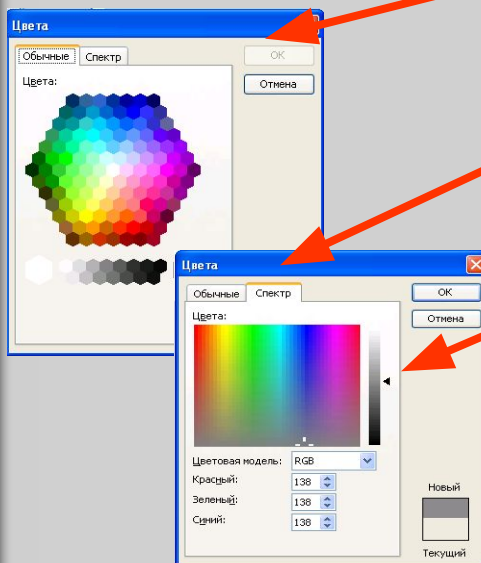 Цвета
Обычные Спектр
Цвета:
ОК
Отмена
Цвета
Обычные Спектр
Цвета:
ОК
Отмена
Цветовая модель: RGB
Красный: 138
Зеленый: 138
Синий: 138
Новый
Текущий